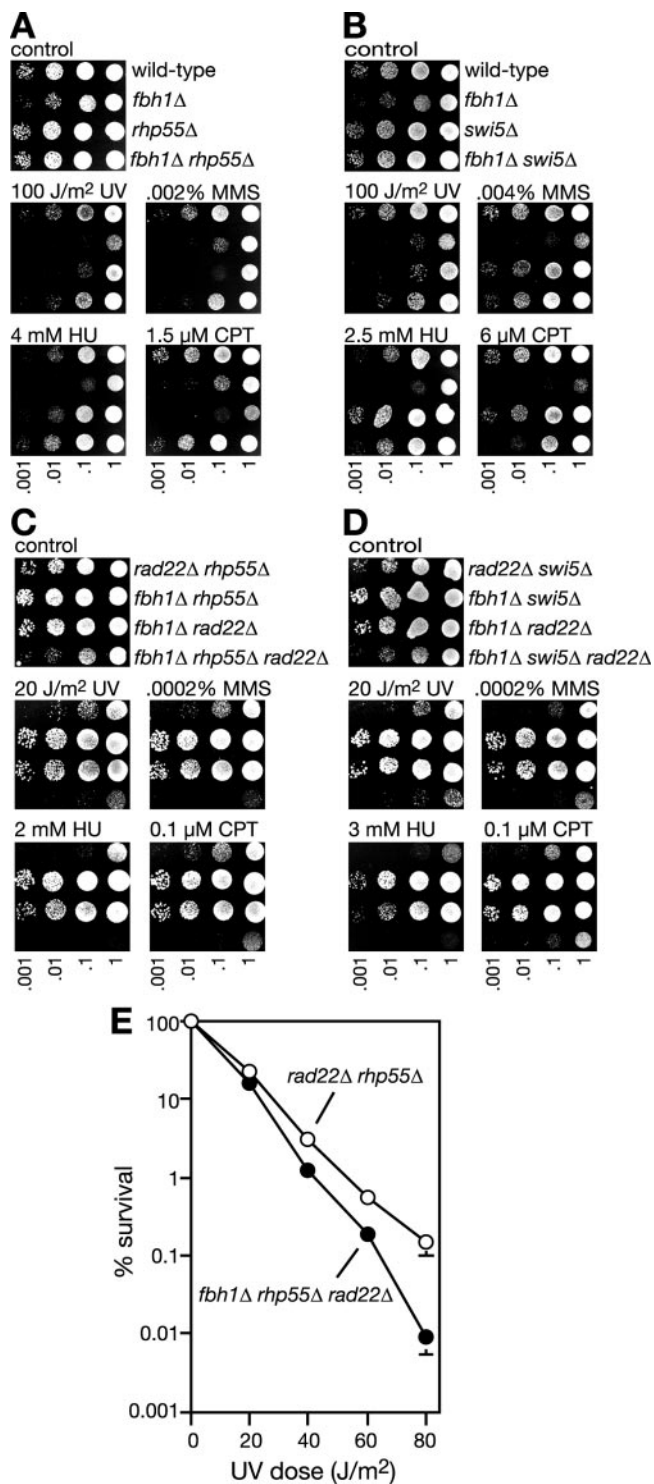 A
control
wild-type
fbh1Δ
rhp55Δ
fbh1Δ rhp55Δ
100 J/m² UV .002% MMS
4 mM HU 1.5 µM CPT
.001 .01 .1 1 .001 .01 .1 1
B
control
wild-type
fbh1Δ
swi5Δ
fbh1Δ swi5Δ
100 J/m² UV .004% MMS
2.5 mM HU 6 µM CPT
.001 .01 .1 1 .001 .01 .1 1
C
control
rad22Δ rhp55Δ
fbh1Δ rhp55Δ
fbh1Δ rad22Δ
fbh1Δ rhp55Δ rad22Δ
20 J/m² UV .0002% MMS
2 mM HU 0.1 µM CPT
.001 .01 .1 1 .001 .01 .1 1
D
control
rad22Δ swi5Δ
fbh1Δ swi5Δ
fbh1Δ rad22Δ
fbh1Δ swi5Δ rad22Δ
20 J/m² UV .0002% MMS
3 mM HU 0.1 µM CPT
.001 .01 .1 1 .001 .01 .1 1
E
% survival
100
10
1
0.1
0.01
0.001
rad22Δ rhp55Δ
fbh1Δ rhp55Δ rad22Δ
0 20 40 60 80
UV dose (J/m²)